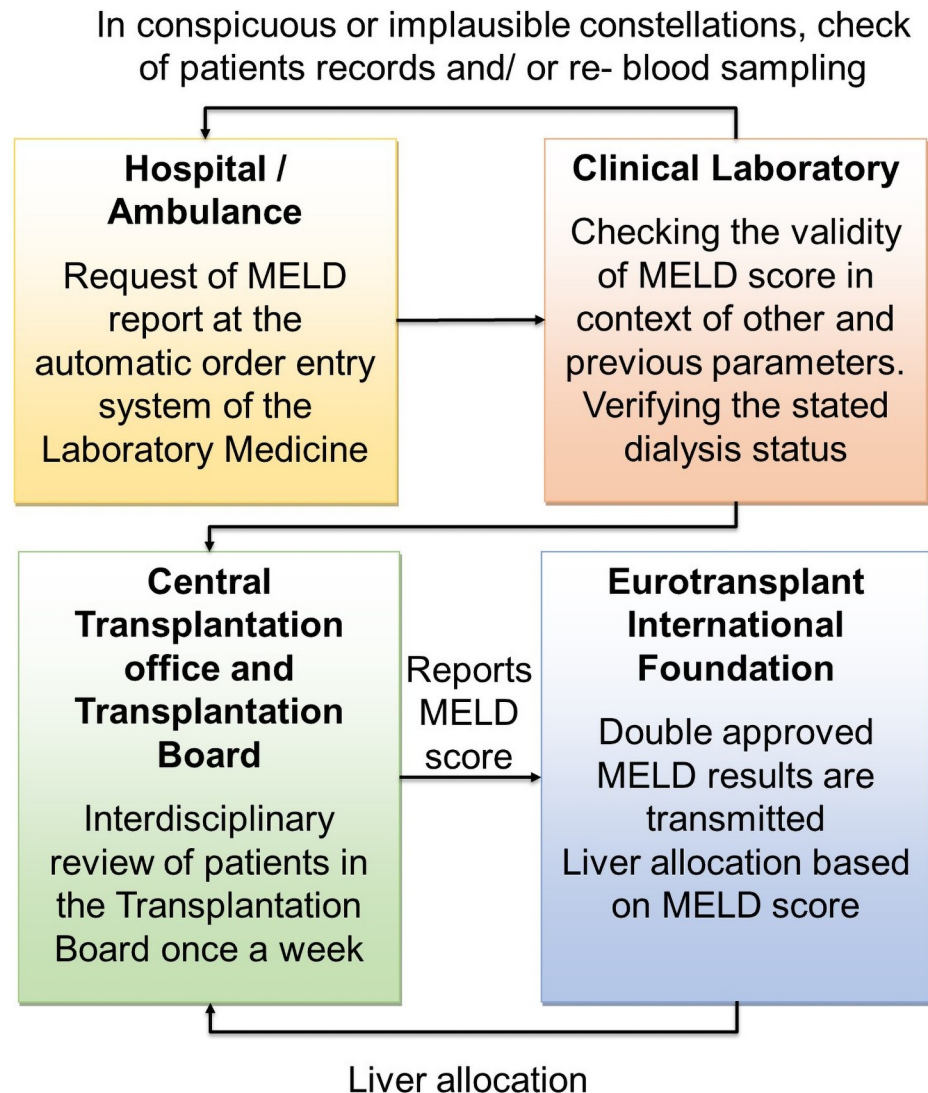 In conspicuous or implausible constellations, check
of patients records and/ or re- blood sampling
Hospital /
Ambulance
Request of MELD
report at the
automatic order entry
system of the
Laboratory Medicine
Clinical Laboratory
Checking the validity
of MELD score in
context of other and
previous parameters.
Verifying the stated
dialysis status
Central
Transplantation
office and
Transplantation
Board
Interdisciplinary
review of patients in
the Transplantation
Board once a week
Reports
MELD
score
Eurotransplant
International
Foundation
Double approved
MELD results are
transmitted
Liver allocation based
on MELD score
Liver allocation